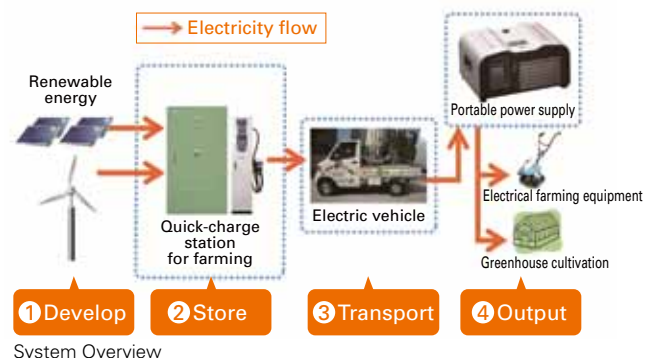 Electricity flow
Renewable
energy
Portable power supply
Electrical farming equipment
Electric vehicle
Quick-charge
station
for farming
Greenhouse cultivation
1 Develop
2 Store
3 Transport
4 Output
System Overview